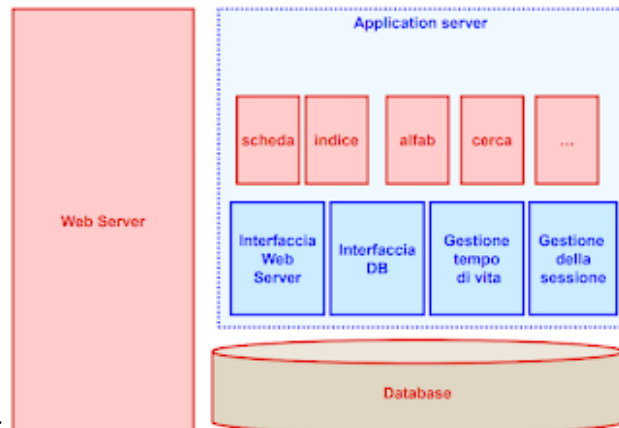 Application server
scheda
indice
alfab
cerca
...
Web Server
Interfaccia
Web
Server
Interfaccia
DB
Gestione
tempo
di vita
Gestione
della
sessione
Database